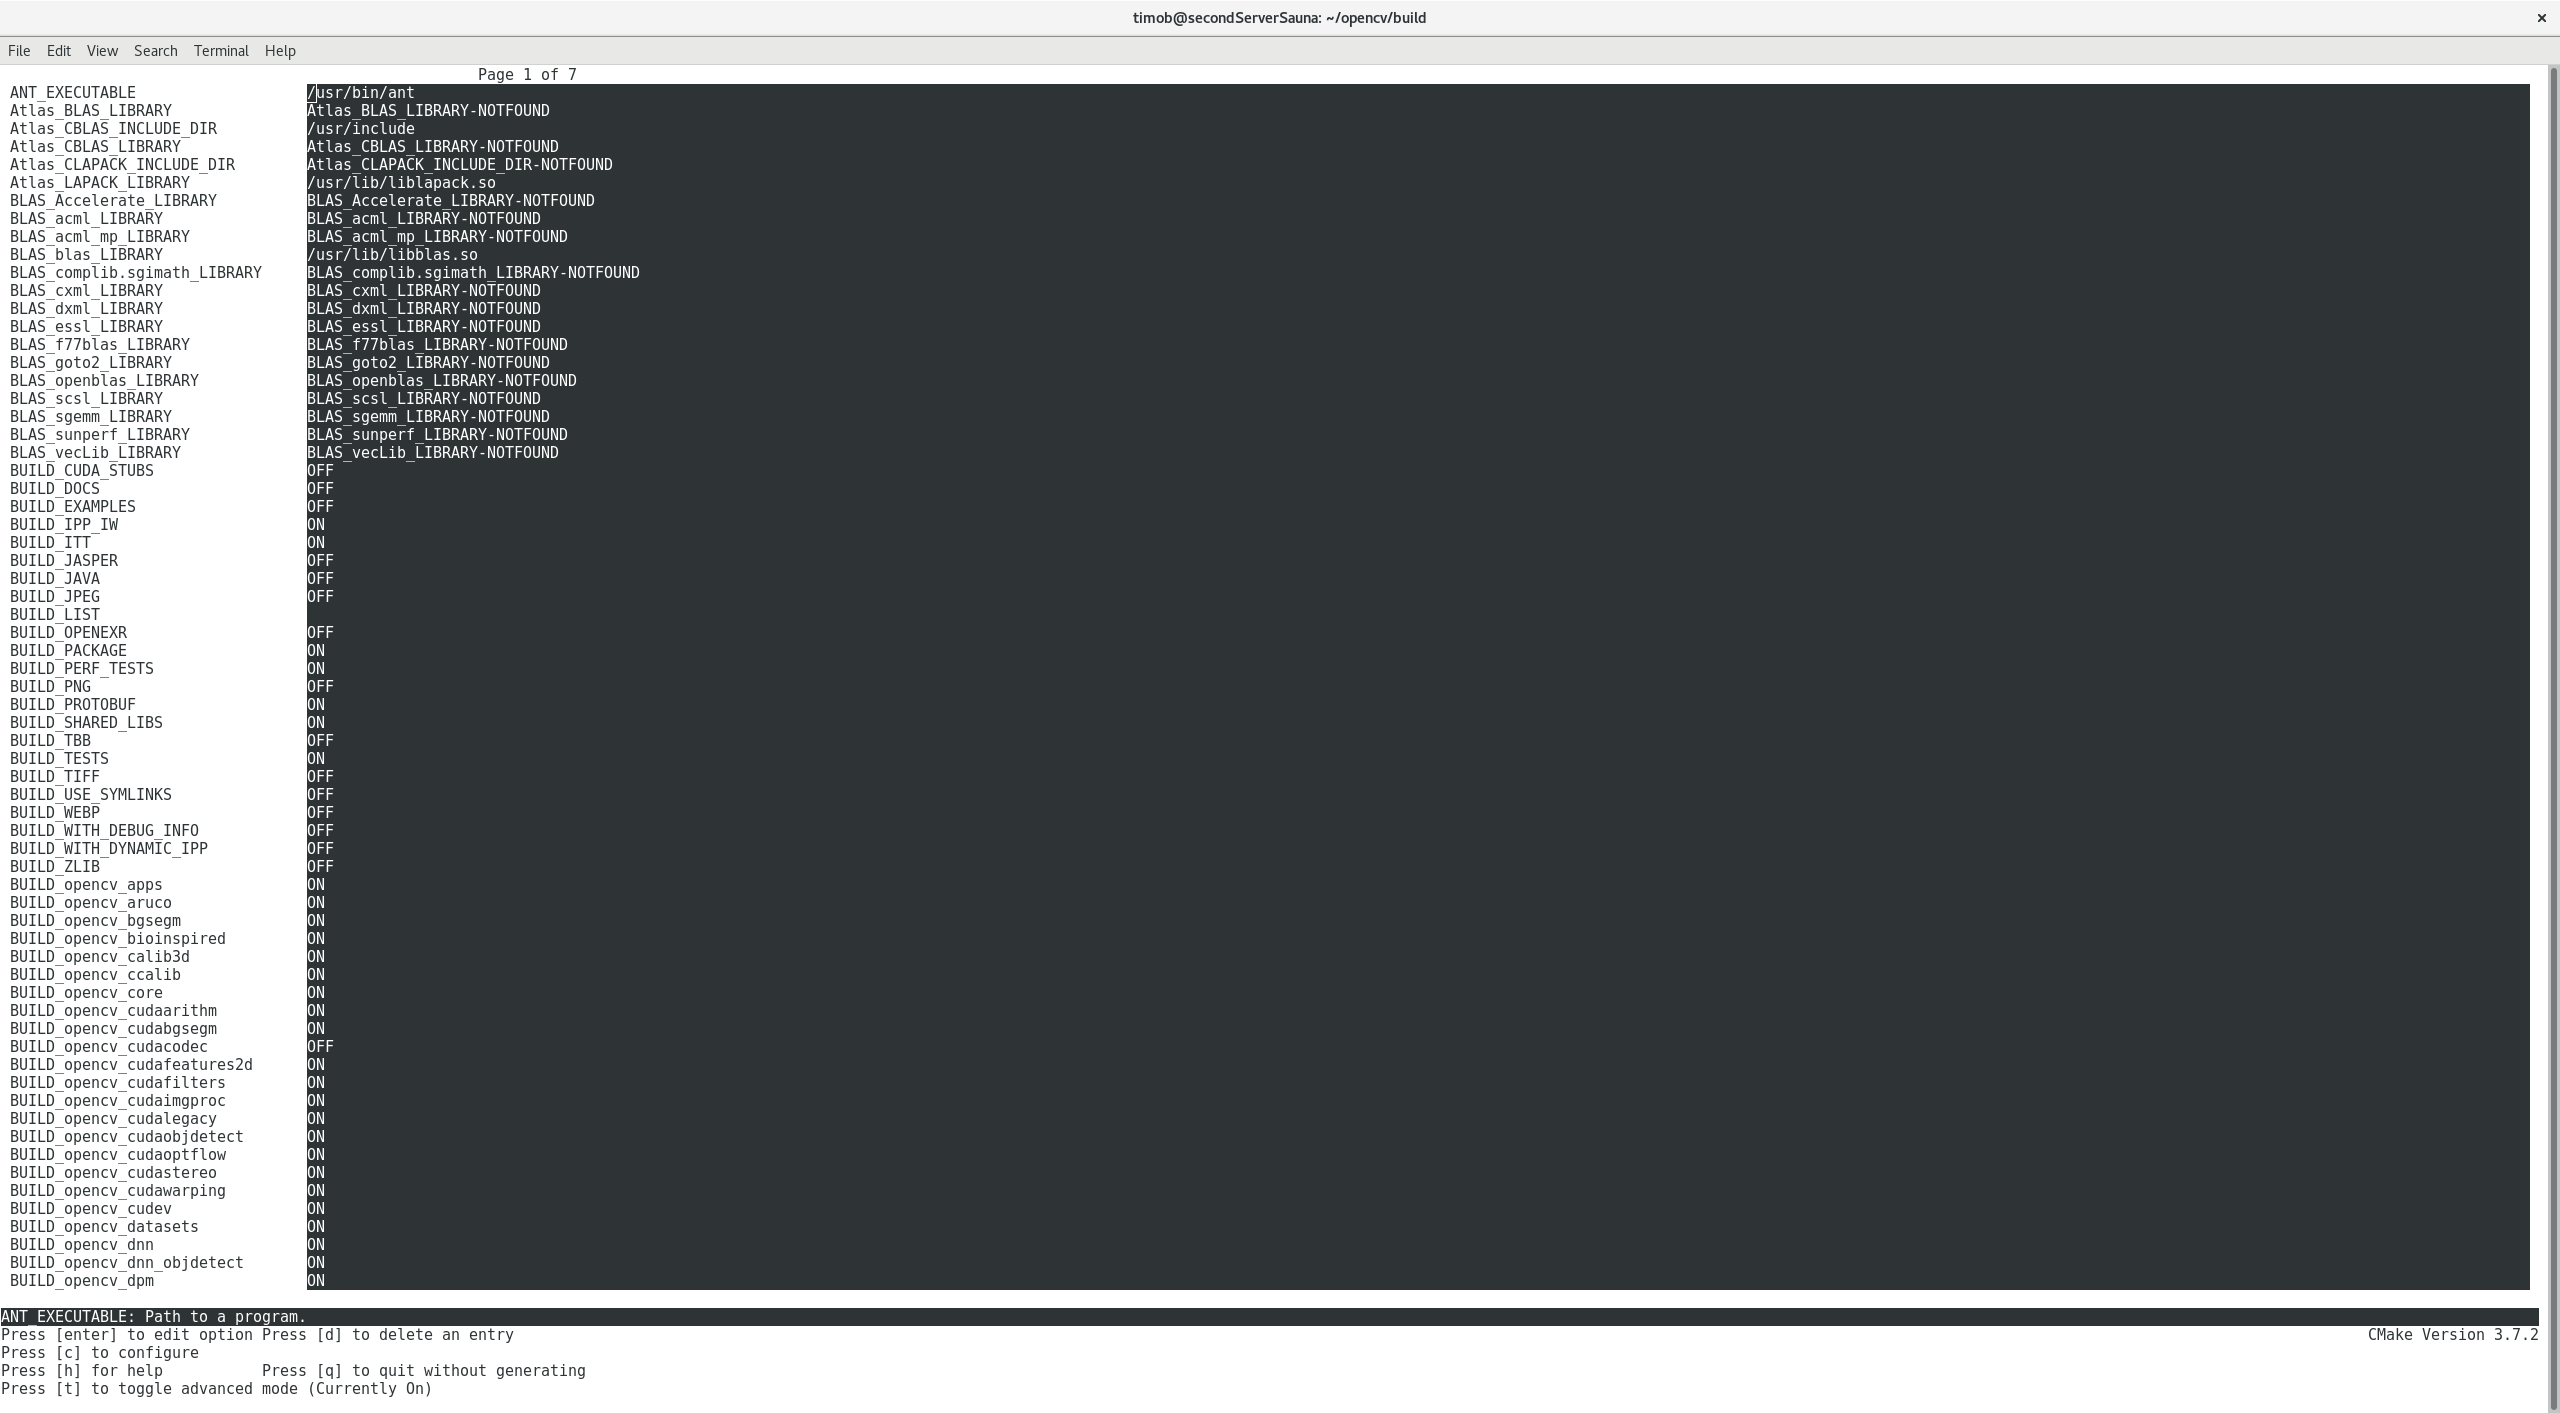 timob@secondServerSauna: ~/opencv/build ×
File Edit View Search Terminal Help
Page 1 of 7
ANT_EXECUTABLE /usr/bin/ant
Atlas_BLAS_LIBRARY Atlas_BLAS_LIBRARY-NOTFOUND
Atlas_CBLAS_INCLUDE_DIR /usr/include
Atlas_CBLAS_LIBRARY Atlas_CBLAS_LIBRARY-NOTFOUND
Atlas_CLAPACK_INCLUDE_DIR Atlas_CLAPACK_INCLUDE_DIR-NOTFOUND
Atlas_LAPACK_LIBRARY /usr/lib/liblapack.so
BLAS_Accelerate_LIBRARY BLAS_Accelerate_LIBRARY-NOTFOUND
BLAS_acml_LIBRARY BLAS_acml_LIBRARY-NOTFOUND
BLAS_acml_mp_LIBRARY BLAS_acml_mp_LIBRARY-NOTFOUND
BLAS_blas_LIBRARY /usr/lib/libblas.so
BLAS_complib.sgimath_LIBRARY BLAS_complib.sgimath_LIBRARY-NOTFOUND
BLAS_cxml_LIBRARY BLAS_cxml_LIBRARY-NOTFOUND
BLAS_dxml_LIBRARY BLAS_dxml_LIBRARY-NOTFOUND
BLAS_essl_LIBRARY BLAS_essl_LIBRARY-NOTFOUND
BLAS_f77blas_LIBRARY BLAS_f77blas_LIBRARY-NOTFOUND
BLAS_goto2_LIBRARY BLAS_goto2_LIBRARY-NOTFOUND
BLAS_openblas_LIBRARY BLAS_openblas_LIBRARY-NOTFOUND
BLAS_scsl_LIBRARY BLAS_scsl_LIBRARY-NOTFOUND
BLAS_sgemm_LIBRARY BLAS_sgemm_LIBRARY-NOTFOUND
BLAS_sunperf_LIBRARY BLAS_sunperf_LIBRARY-NOTFOUND
BLAS_vecLib_LIBRARY BLAS_vecLib_LIBRARY-NOTFOUND
BUILD_CUDA_STUBS OFF
BUILD_DOCS OFF
BUILD_EXAMPLES OFF
BUILD_IPP_IW ON
BUILD_ITT ON
BUILD_JASPER OFF
BUILD_JAVA OFF
BUILD_JPEG OFF
BUILD_LIST
BUILD_OPENEXR OFF
BUILD_PACKAGE ON
BUILD_PERF_TESTS ON
BUILD_PNG OFF
BUILD_PROTOBUF ON
BUILD_SHARED_LIBS ON
BUILD_TBB OFF
BUILD_TESTS ON
BUILD_TIFF OFF
BUILD_USE_SYMLINKS OFF
BUILD_WEBP OFF
BUILD_WITH_DEBUG_INFO OFF
BUILD_WITH_DYNAMIC_IPP OFF
BUILD_ZLIB OFF
BUILD_opencv_apps ON
BUILD_opencv_aruco ON
BUILD_opencv_bgsegm ON
BUILD_opencv_bioinspired ON
BUILD_opencv_calib3d ON
BUILD_opencv_ccalib ON
BUILD_opencv_core ON
BUILD_opencv_cudaarithm ON
BUILD_opencv_cudabgsegm ON
BUILD_opencv_cudacodec OFF
BUILD_opencv_cudafeatures2d ON
BUILD_opencv_cudafilters ON
BUILD_opencv_cudaimgproc ON
BUILD_opencv_cudalegacy ON
BUILD_opencv_cudaobjdetect ON
BUILD_opencv_cudaoptflow ON
BUILD_opencv_cudastereo ON
BUILD_opencv_cudawarping ON
BUILD_opencv_cudev ON
BUILD_opencv_datasets ON
BUILD_opencv_dnn ON
BUILD_opencv_dnn_objdetect ON
BUILD_opencv_dpm ON
ANT_EXECUTABLE: Path to a program.
Press [enter] to edit option Press [d] to delete an entry CMake Version 3.7.2
Press [c] to configure
Press [h] for help Press [q] to quit without generating
Press [t] to toggle advanced mode (Currently On)